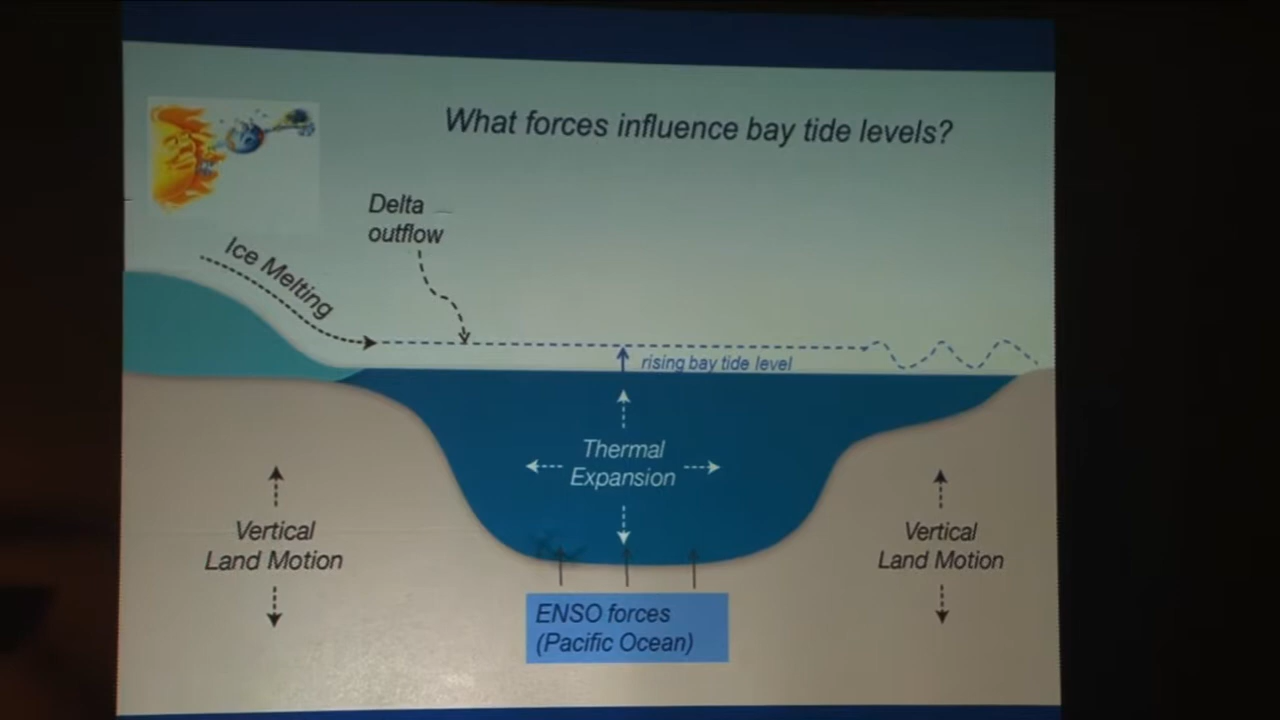 What forces influence bay tide levels?
Delta
outflow
Ice Melting
rising bay tide level
Thermal
Expansion
Vertical
Land Motion
Vertical
Land Motion
ENSO forces
(Pacific Ocean)